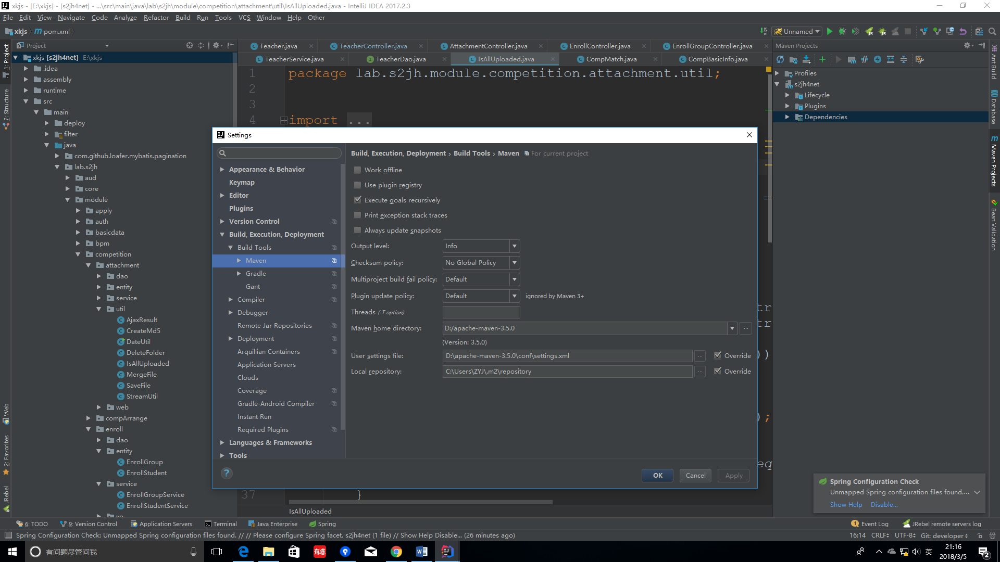 xkjs - [E:\xkjs] - [s2jh4net] - ...\src\main\java\lab\s2jh\module\competition\attachment\util\IsAllUploaded.java - IntelliJ IDEA 2017.2.3
File Edit View Navigate Code Analyze Refactor Build Run Tools VCS Window Help Other
xkjs pom.xml
Unnamed
Project
Teacher.java TeacherController.java AttachmentController.java EnrollController.java EnrollGroupController.java
TeacherService.java TeacherDao.java IsAllUploaded.java CompMatch.java CompBasicInfo.java
Maven Projects
1: Project
7: Structure
Web
2: Favorites
JRebel
xkjs [s2jh4net] E:\xkjs
.idea
assembly
runtime
src
main
deploy
filter
java
com.github.loafer.mybatis.pagination
lab.s2jh
aud
core
module
apply
auth
basicdata
bpm
competition
attachment
dao
entity
service
util
AjaxResult
CreateMd5
DateUtil
DeleteFolder
IsAllUploaded
MergeFile
SaveFile
StreamUtil
web
compArrange
enroll
dao
entity
EnrollGroup
EnrollStudent
service
EnrollGroupService
EnrollStudentService
vo
1 package lab.s2jh.module.competition.attachment.util;
2
3
4 import ...
=
tr
tr
))
);
eq
37 }
IsAllUploaded
Settings
Appearance & Behavior
Keymap
Editor
Plugins
Version Control
Build, Execution, Deployment
Build Tools
Maven
Gradle
Gant
Compiler
Debugger
Remote Jar Repositories
Deployment
Arquillian Containers
Application Servers
Clouds
Coverage
Gradle-Android Compiler
Instant Run
Required Plugins
Languages & Frameworks
Tools
Build, Execution, Deployment › Build Tools › Maven For current project
Work offline
Use plugin registry
Execute goals recursively
Print exception stack traces
Always update snapshots
Output level: Info
Checksum policy: No Global Policy
Multiproject build fail policy: Default
Plugin update policy: Default ignored by Maven 3+
Threads (-T option).
Maven home directory: D:/apache-maven-3.5.0 ...
(Version: 3.5.0)
User settings file: D:\apache-maven-3.5.0\conf\settings.xml ... Override
Local repository: C:\Users\ZYJ\.m2\repository ... Override
? OK Cancel Apply
Profiles
s2jh4net
Lifecycle
Plugins
Dependencies
Ant Build
Database
Maven Projects
Bean Validation
Spring Configuration Check
Unmapped Spring configuration files found....
Show Help Disable...
6: TODO 9: Version Control Application Servers Terminal Java Enterprise Spring 1 Event Log JRebel remote servers log
Spring Configuration Check: Unmapped Spring configuration files found. // // Please configure Spring facet. s2jh4net (1 file) // Show Help Disable... (26 minutes ago) 16:14 CRLF UTF-8 Git: developer
有问题尽管问我
有道
英
21:16
2018/3/5
2